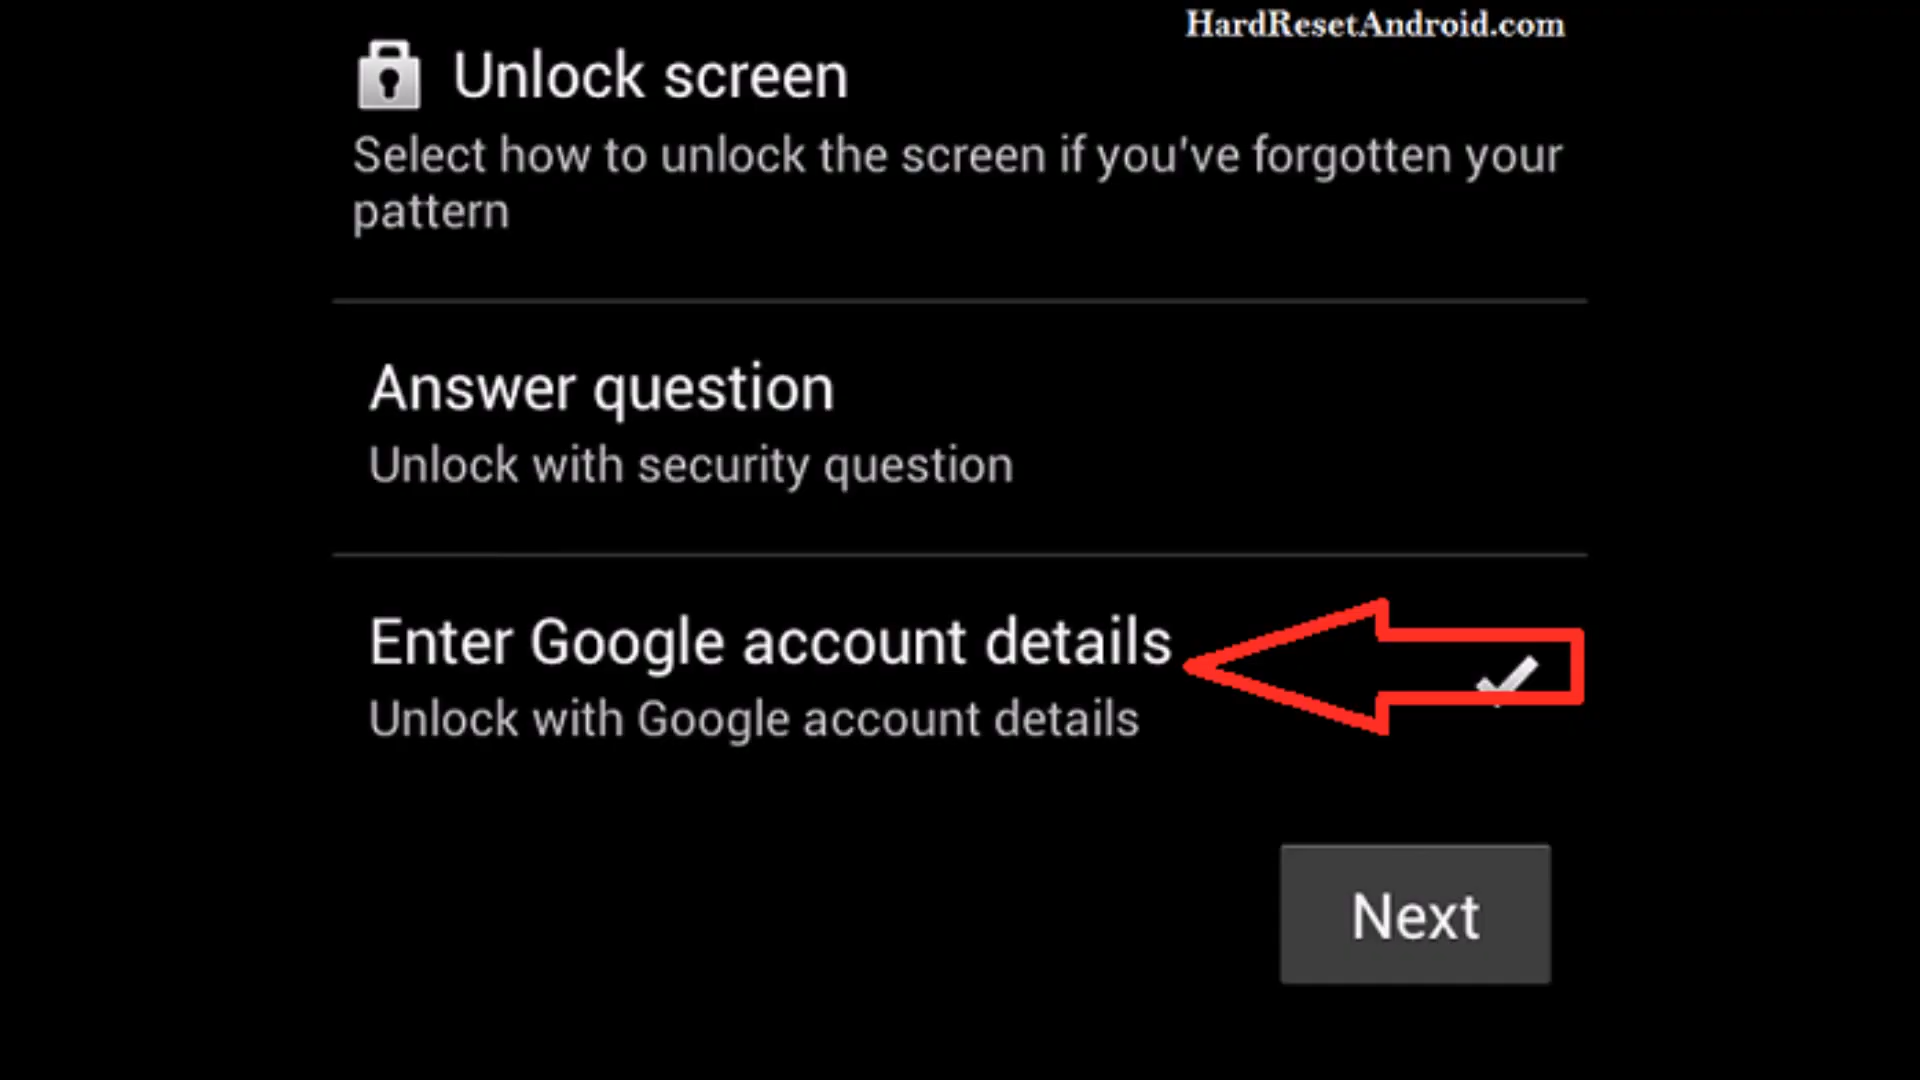 HardResetAndroid.com
Unlock screen
Select how to unlock the screen if you've forgotten your
pattern
Answer question
Unlock with security question
Enter Google account details
Unlock with Google account details
Next